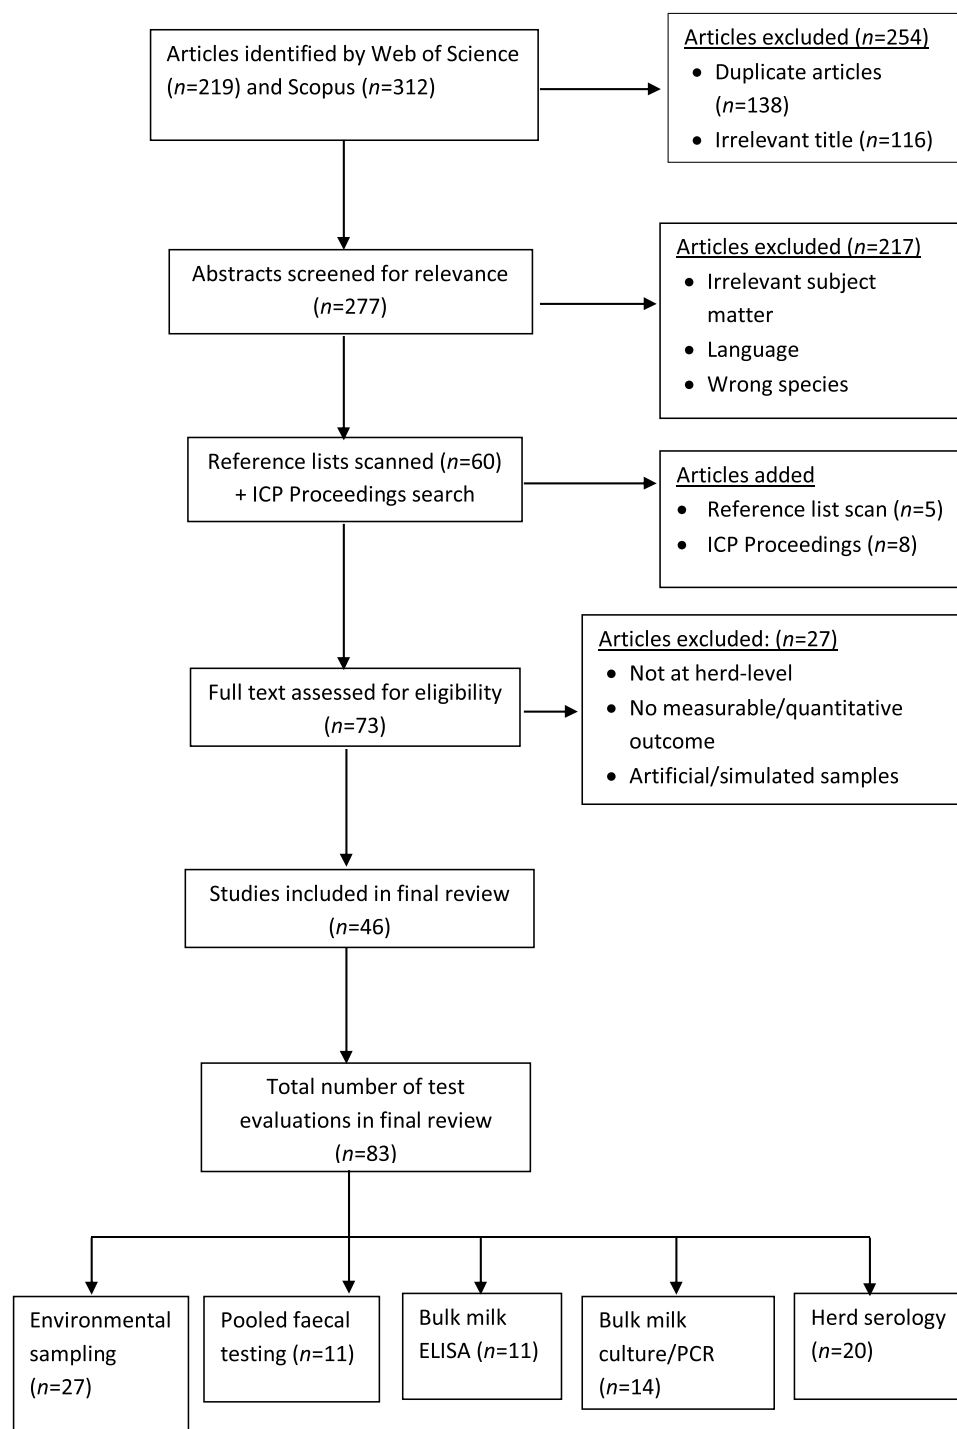 Articles identified by Web of Science
(n=219) and Scopus (n=312)
Articles excluded (n=254)
• Duplicate articles
(n=138)
• Irrelevant title (n=116)
Abstracts screened for relevance
(n=277)
Articles excluded (n=217)
• Irrelevant subject
matter
• Language
• Wrong species
Reference lists scanned (n=60)
+ ICP Proceedings search
Articles added
• Reference list scan (n=5)
• ICP Proceedings (n=8)
Full text assessed for eligibility
(n=73)
Articles excluded: (n=27)
• Not at herd-level
• No measurable/quantitative
outcome
• Artificial/simulated samples
Studies included in final review
(n=46)
Total number of test
evaluations in final review
(n=83)
Environmental
sampling
(n=27)
Pooled faecal
testing (n=11)
Bulk milk
ELISA (n=11)
Bulk milk
culture/PCR
(n=14)
Herd serology
(n=20)